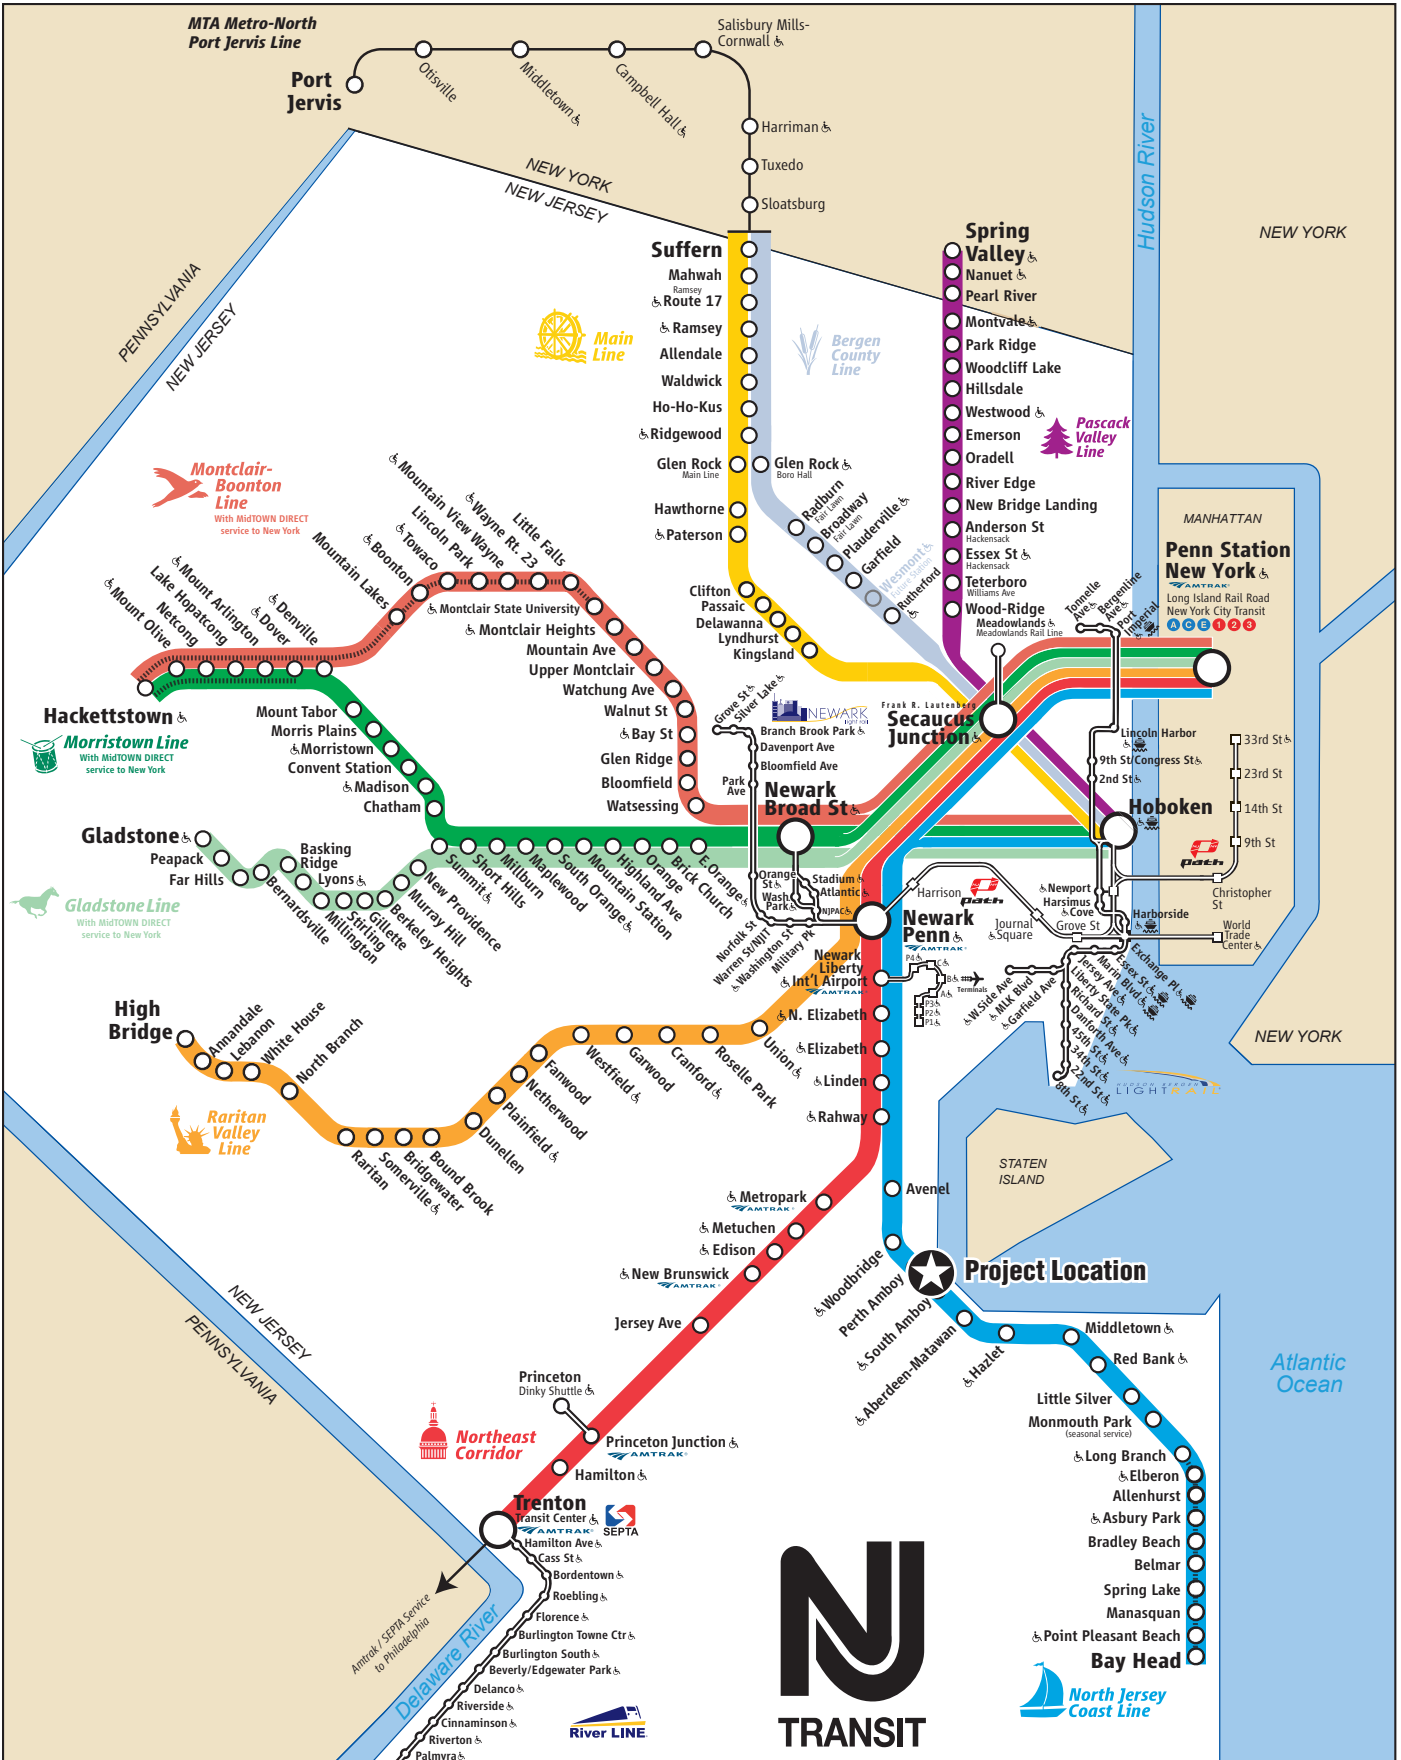 MTA Metro-North
Port Jervis Line
Port
Jervis
Otisville
Middletown
Campbell Hall
Salisbury Mills-
Cornwall
Harriman
Tuxedo
Sloatsburg
NEW YORK
NEW JERSEY
PENNSYLVANIA
NEW JERSEY
Hudson River
NEW YORK
Suffern
Mahwah
Ramsey
Route 17
Ramsey
Allendale
Waldwick
Ho-Ho-Kus
Ridgewood
Glen Rock
Main Line
Hawthorne
Paterson
Clifton
Passaic
Delawanna
Lyndhurst
Kingsland
Main
Line
Bergen
County
Line
Glen Rock
Boro Hall
Radburn
Fair Lawn
Broadway
Fair Lawn
Plauderville
Garfield
Wesmont
Future Station
Rutherford
Spring
Valley
Nanuet
Pearl River
Montvale
Park Ridge
Woodcliff Lake
Hillsdale
Westwood
Emerson
Oradell
River Edge
New Bridge Landing
Anderson St
Hackensack
Essex St
Hackensack
Teterboro
Williams Ave
Wood-Ridge
Meadowlands
Meadowlands Rail Line
Pascack
Valley
Line
MANHATTAN
Penn Station
New York
AMTRAK
Long Island Rail Road
New York City Transit
A C E 1 2 3
Montclair-
Boonton
Line
With MidTOWN DIRECT
service to New York
Mount Olive
Netcong
Lake Hopatcong
Mount Arlington
Dover
Denville
Mountain Lakes
Boonton
Towaco
Lincoln Park
Mountain View Wayne
Wayne Rt. 23
Little Falls
Montclair State University
Montclair Heights
Mountain Ave
Upper Montclair
Watchung Ave
Walnut St
Bay St
Glen Ridge
Bloomfield
Watsessing
Hackettstown
Morristown Line
With MidTOWN DIRECT
service to New York
Mount Tabor
Morris Plains
Morristown
Convent Station
Madison
Chatham
Summit
Short Hills
Milburn
Maplewood
South Orange
Mountain Station
Highland Ave
Orange
Brick Church
E.Orange
Gladstone
Peapack
Far Hills
Bernardsville
Basking
Ridge
Lyons
Millington
Stirling
Gillette
Berkeley Heights
Murray Hill
New Providence
Gladstone Line
With MidTOWN DIRECT
service to New York
Grove St
Silver Lake
NEWARK
light rail
Branch Brook Park
Davenport Ave
Bloomfield Ave
Park
Ave
Newark
Broad St
Orange
St
Wash.
Park
Stadium
Atlantic
NJPAC
Norfolk St
Warren St/NJIT
Washington St
Military Pk
Frank R. Lautenberg
Secaucus
Junction
Tonnelle
Ave
Bergenline
Ave
Port
Imperial
Lincoln Harbor
9th St/Congress St
2nd St
Hoboken
33rd St
23rd St
14th St
9th St
path
Christopher
St
World
Trade
Center
Newport
Harsimus
Cove
Harborside
Harrison
path
Journal
Square
Grove St
Newark
Penn
AMTRAK
Exchange Pl
Essex St
Marin Blvd
Jersey Ave
Liberty State Pk
Richard St
Danforth Ave
45th St
34th St
22nd St
8th St
W.Side Ave
MLK Blvd
Garfield Ave
HUDSON BERGEN
LIGHT RAIL
NEW YORK
Newark
Liberty
Int'l Airport
AMTRAK
P4
C
B
A
P3
P2
P1
Terminals
N. Elizabeth
Elizabeth
Linden
Rahway
High
Bridge
Annandale
Lebanon
White House
North Branch
Raritan
Somerville
Bridgewater
Bound Brook
Dunellen
Plainfield
Netherwood
Fanwood
Westfield
Garwood
Cranford
Roselle Park
Union
Raritan
Valley
Line
STATEN
ISLAND
Metropark
AMTRAK
Metuchen
Edison
New Brunswick
AMTRAK
Jersey Ave
Princeton
Dinky Shuttle
Princeton Junction
AMTRAK
Hamilton
Northeast
Corridor
Avenel
Woodbridge
Perth Amboy
Project Location
South Amboy
Aberdeen-Matawan
Hazlet
Middletown
Red Bank
Little Silver
Monmouth Park
(seasonal service)
Long Branch
Elberon
Allenhurst
Asbury Park
Bradley Beach
Belmar
Spring Lake
Manasquan
Point Pleasant Beach
Bay Head
North Jersey
Coast Line
Atlantic
Ocean
NEW JERSEY
PENNSYLVANIA
Trenton
Transit Center
AMTRAK
SEPTA
Hamilton Ave
Cass St
Bordentown
Roebling
Florence
Burlington Towne Ctr
Burlington South
Beverly/Edgewater Park
Delanco
Riverside
Cinnaminson
Riverton
Palmyra
Amtrak / SEPTA Service
to Philadelphia
Delaware River
River LINE
TRANSIT